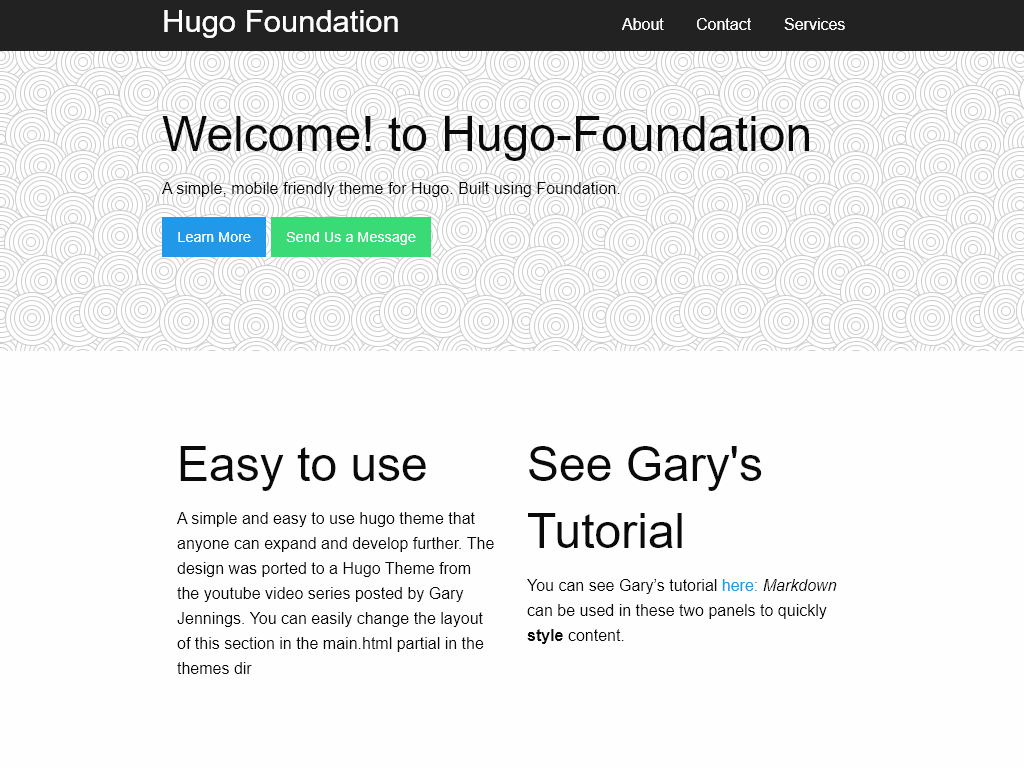 Hugo Foundation
About Contact Services
Welcome! to Hugo-Foundation
A simple, mobile friendly theme for Hugo. Built using Foundation.
Learn More Send Us a Message
Easy to use
A simple and easy to use hugo theme that
anyone can expand and develop further. The
design was ported to a Hugo Theme from
the youtube video series posted by Gary
Jennings. You can easily change the layout
of this section in the main.html partial in the
themes dir
See Gary's
Tutorial
You can see Gary’s tutorial here: Markdown
can be used in these two panels to quickly
style content.